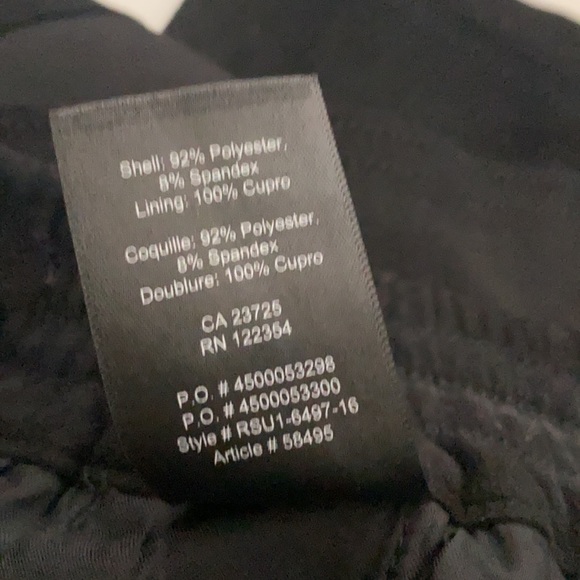 Shell: 92% Polyester,
8% Spandex
Lining: 100% Cupro
Coquille: 92% Polyester,
8% Spandex
Doublure: 100% Cupro
CA 23725
RN 122354
P.O. # 4500053298
P.O. # 4500053300
Style # RSU1-6497-16
Article # 58495